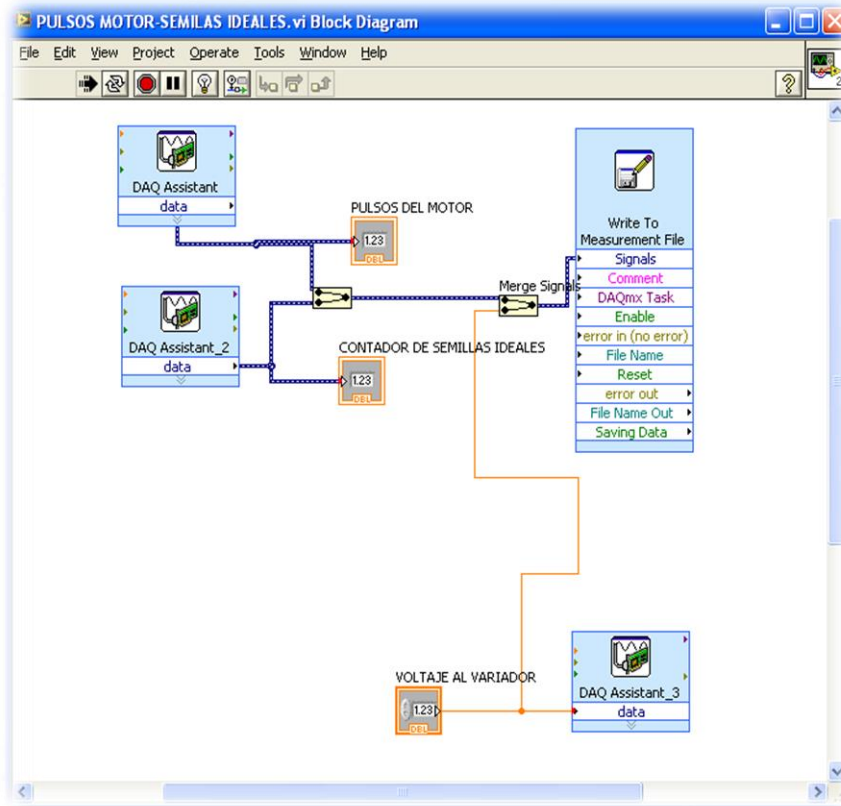 PULSOS MOTOR-SEMILAS IDEALES.vi Block Diagram
File Edit View Project Operate Tools Window Help
?
2
DAQ Assistant
data
PULSOS DEL MOTOR
1.23
DBL
DAQ Assistant_2
data
CONTADOR DE SEMILLAS IDEALES
1.23
DBL
Merge Signals
Write To
Measurement File
Signals
Comment
DAQmx Task
Enable
error in (no error)
File Name
Reset
error out
File Name Out
Saving Data
VOLTAJE AL VARIADOR
1.23
DBL
DAQ Assistant_3
data